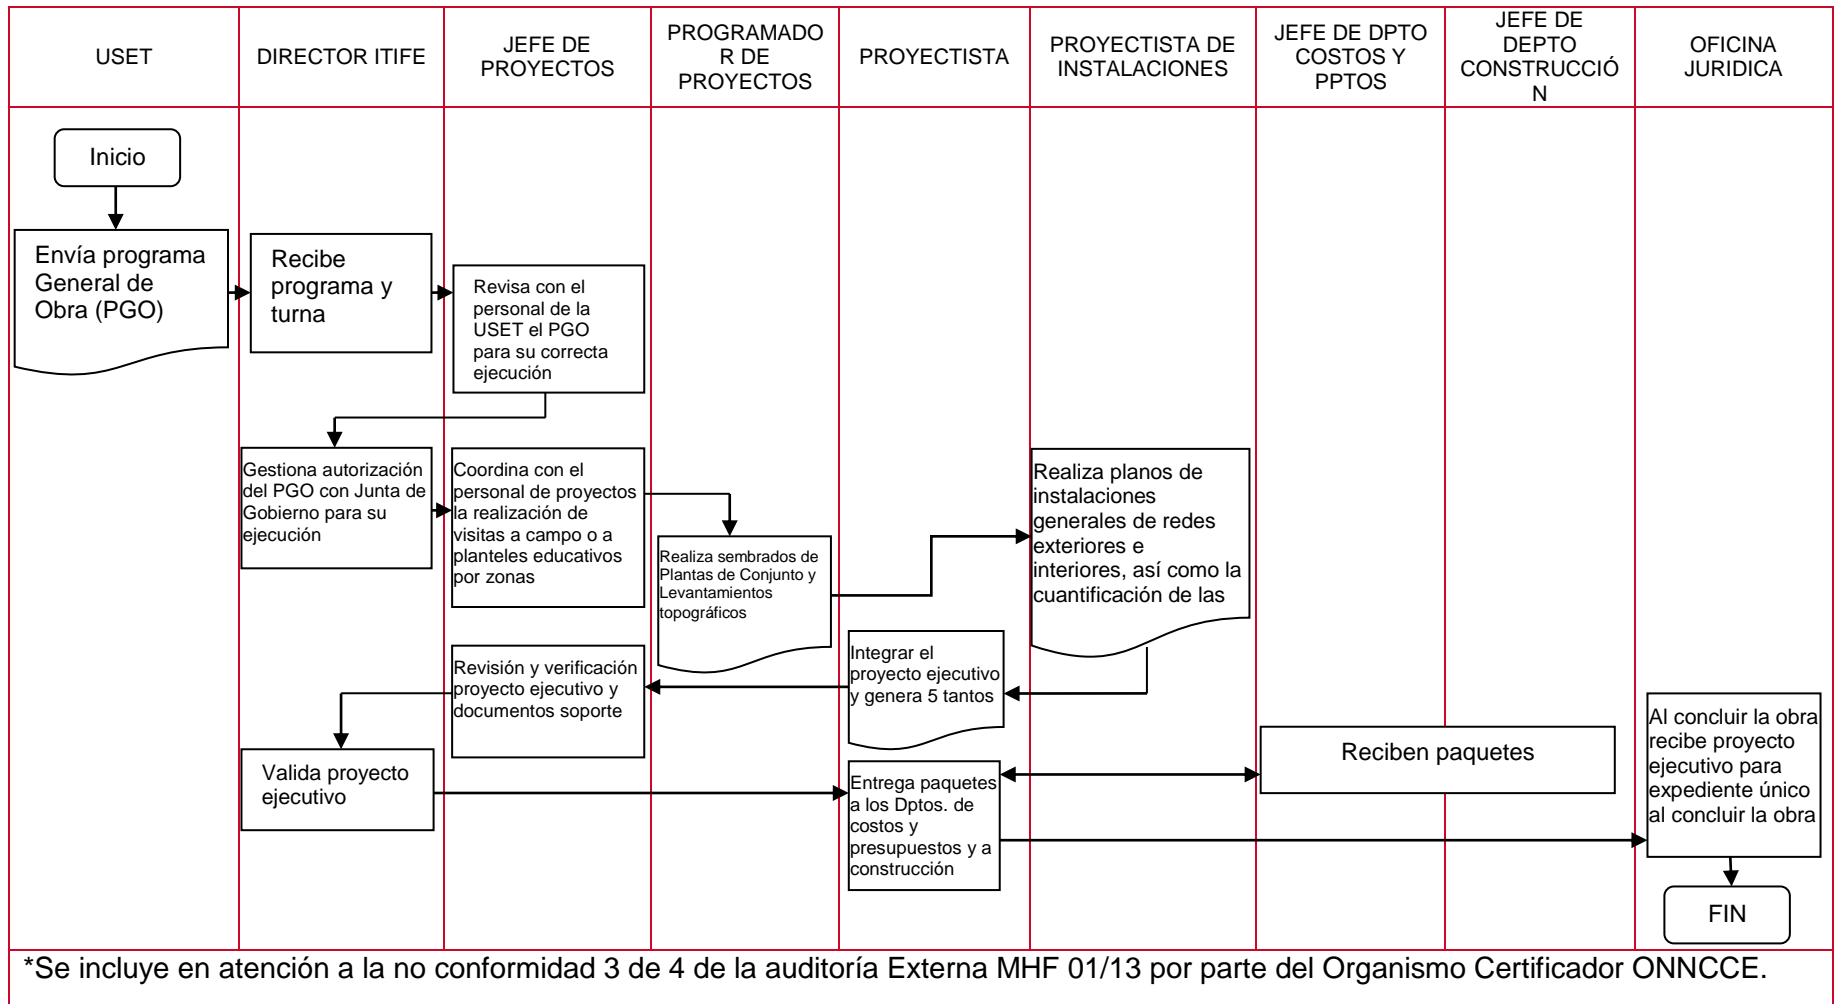 USET
DIRECTOR ITIFE
JEFE DE
PROYECTOS
PROGRAMADO
R DE
PROYECTOS
PROYECTISTA
PROYECTISTA DE
INSTALACIONES
JEFE DE DPTO
COSTOS Y
PPTOS
JEFE DE
DEPTO
CONSTRUCCIÓ
N
OFICINA
JURIDICA
Inicio
Envía programa
General de
Obra (PGO)
Recibe
programa y
turna
Revisa con el
personal de la
USET el PGO
para su correcta
ejecución
Gestiona autorización
del PGO con Junta de
Gobierno para su
ejecución
Coordina con el
personal de proyectos
la realización de
visitas a campo o a
planteles educativos
por zonas
Realiza sembrados de
Plantas de Conjunto y
Levantamientos
topográficos
Realiza planos de
instalaciones
generales de redes
exteriores e
interiores, así como la
cuantificación de las
Integrar el
proyecto ejecutivo
y genera 5 tantos
Revisión y verificación
proyecto ejecutivo y
documentos soporte
Valida proyecto
ejecutivo
Entrega paquetes
a los Dptos. de
costos y
presupuestos y a
construcción
Reciben paquetes
Al concluir la obra
recibe proyecto
ejecutivo para
expediente único
al concluir la obra
FIN
*Se incluye en atención a la no conformidad 3 de 4 de la auditoría Externa MHF 01/13 por parte del Organismo Certificador ONNCCE.